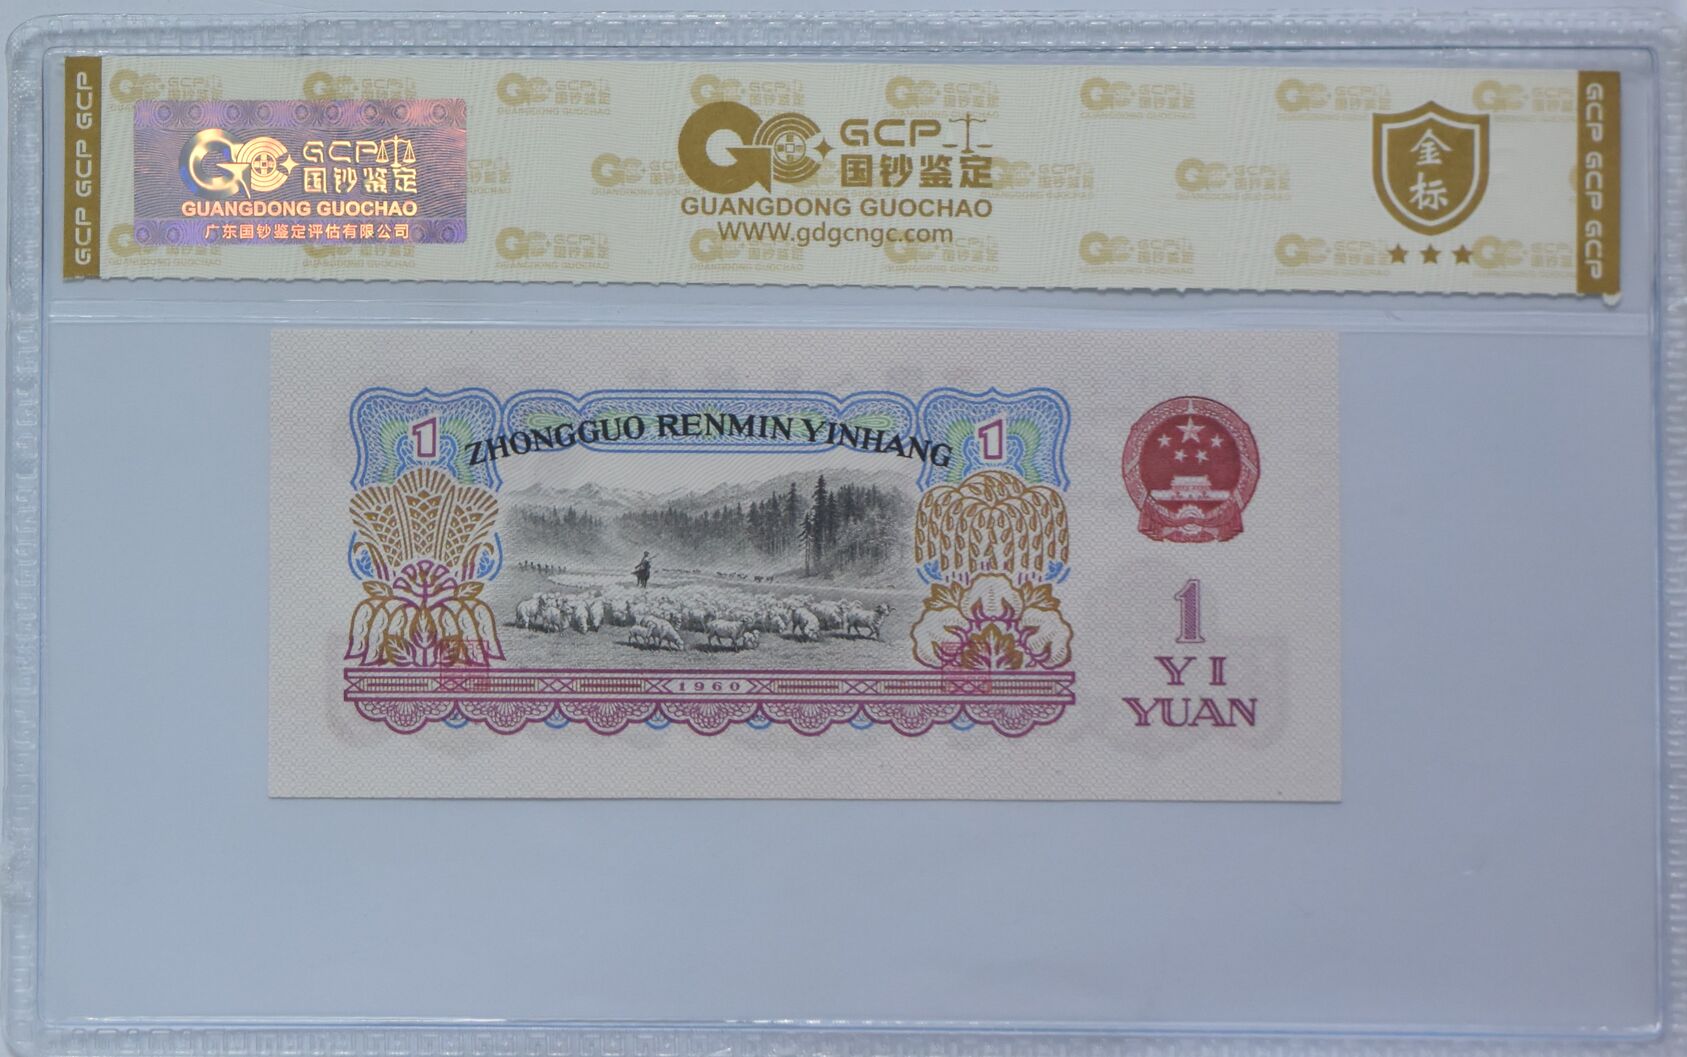 GCP GCP GCP
GCP 国钞鉴定
GUANGDONG GUOCHAO
广东国钞鉴定评估有限公司
GCP
国钞鉴定
GUANGDONG GUOCHAO
WWW.gdgcngc.com
金标
GCP GCP GCP GCP
1
ZHONGGUO RENMIN YINHANG
1
1960
1
YI
YUAN